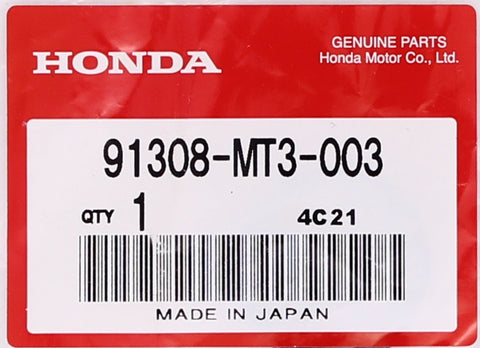 HONDA
GENUINE PARTS
Honda Motor Co., Ltd.
91308-MT3-003
QTY 1 4C21
MADE IN JAPAN